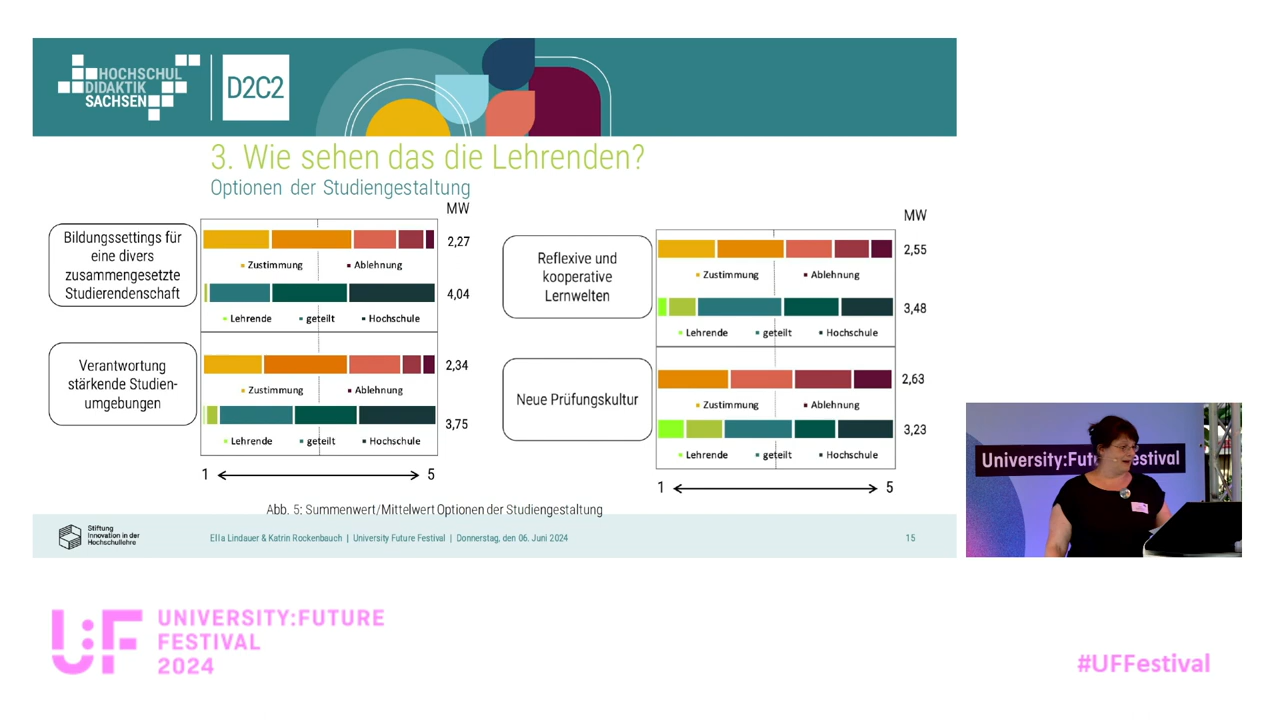 HOCHSCHUL
DIDAKTIK
SACHSEN
D2C2
3. Wie sehen das die Lehrenden?
Optionen der Studiengestaltung
MW
Bildungssettings für
eine divers
zusammengesetzte
Studierendenschaft
2,27
Zustimmung Ablehnung
4,04
Lehrende geteilt Hochschule
Verantwortung
stärkende Studien-
umgebungen
2,34
Zustimmung Ablehnung
3,75
Lehrende geteilt Hochschule
1 5
MW
Reflexive und
kooperative
Lernwelten
2,55
Zustimmung Ablehnung
3,48
Lehrende geteilt Hochschule
Neue Prüfungskultur
2,63
Zustimmung Ablehnung
3,23
Lehrende geteilt Hochschule
1 5
Abb. 5: Summenwert/Mittelwert Optionen der Studiengestaltung
Stiftung
Innovation in der
Hochschullehre
Ella Lindauer & Katrin Rockenbauch | University Future Festival | Donnerstag, den 06. Juni 2024
15
University:Fut estival
U:F
UNIVERSITY:FUTURE
FESTIVAL
2024
#UFFestival